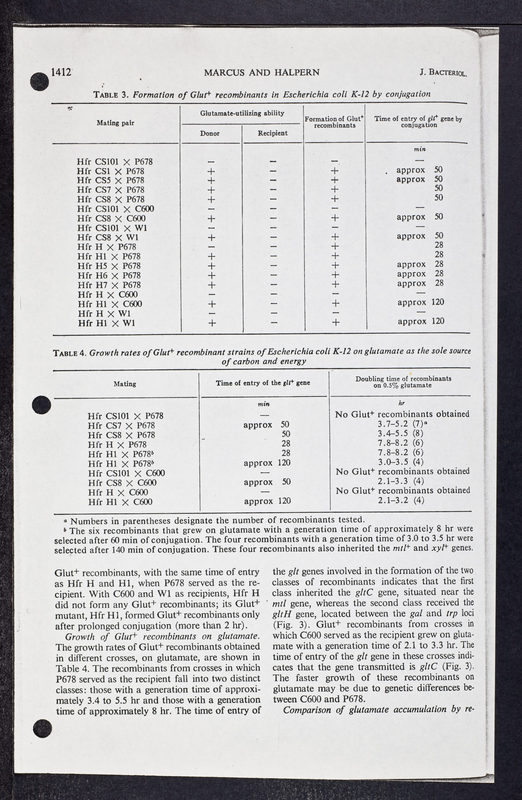 1412
MARCUS AND HALPERN
J. BACTERIOL.
TABLE 3. Formation of Glut⁺ recombinants in Escherichia coli K-12 by conjugation
Mating pair
Glutamate-utilizing ability
Donor
Recipient
Formation of Glut⁺
recombinants
Time of entry of glt⁺ gene by
conjugation
min
Hfr CS101 × P678 — — — —
Hfr CS1 × P678 + — + approx 50
Hfr CS5 × P678 + — + approx 50
Hfr CS7 × P678 + — + 50
Hfr CS8 × P678 + — + 50
Hfr CS101 × C600 — — — —
Hfr CS8 × C600 + — + approx 50
Hfr CS101 × W1 — — — —
Hfr CS8 × W1 + — + approx 50
Hfr H × P678 — — + 28
Hfr H1 × P678 + — + 28
Hfr H5 × P678 + — + approx 28
Hfr H6 × P678 + — + approx 28
Hfr H7 × P678 + — + approx 28
Hfr H × C600 — — — —
Hfr H1 × C600 + — + approx 120
Hfr H × W1 — — — —
Hfr H1 × W1 + — + approx 120
TABLE 4. Growth rates of Glut⁺ recombinant strains of Escherichia coli K-12 on glutamate as the sole source
of carbon and energy
Mating
Time of entry of the glt⁺ gene
Doubling time of recombinants
on 0.5% glutamate
min hr
Hfr CS101 × P678 — No Glut⁺ recombinants obtained
Hfr CS7 × P678 approx 50 3.7–5.2 (7)ᵃ
Hfr CS8 × P678 50 3.4–5.5 (8)
Hfr H × P678 28 7.8–8.2 (6)
Hfr H1 × P678ᵇ 28 7.8–8.2 (6)
Hfr H1 × P678ᵇ approx 120 3.0–3.5 (4)
Hfr CS101 × C600 — No Glut⁺ recombinants obtained
Hfr CS8 × C600 approx 50 2.1–3.3 (4)
Hfr H × C600 — No Glut⁺ recombinants obtained
Hfr H1 × C600 approx 120 2.1–3.2 (4)
ᵃ Numbers in parentheses designate the number of recombinants tested.
ᵇ The six recombinants that grew on glutamate with a generation time of approximately 8 hr were
selected after 60 min of conjugation. The four recombinants with a generation time of 3.0 to 3.5 hr were
selected after 140 min of conjugation. These four recombinants also inherited the mtl⁺ and xyl⁺ genes.
Glut⁺ recombinants, with the same time of entry
as Hfr H and H1, when P678 served as the re-
cipient. With C600 and W1 as recipients, Hfr H
did not form any Glut⁺ recombinants; its Glut⁺
mutant, Hfr H1, formed Glut⁺ recombinants only
after prolonged conjugation (more than 2 hr).
Growth of Glut⁺ recombinants on glutamate.
The growth rates of Glut⁺ recombinants obtained
in different crosses, on glutamate, are shown in
Table 4. The recombinants from crosses in which
P678 served as the recipient fall into two distinct
classes: those with a generation time of approxi-
mately 3.4 to 5.5 hr and those with a generation
time of approximately 8 hr. The time of entry of
the glt genes involved in the formation of the two
classes of recombinants indicates that the first
class inherited the gltC gene, situated near the
mtl gene, whereas the second class received the
gltH gene, located between the gal and trp loci
(Fig. 3). Glut⁺ recombinants from crosses in
which C600 served as the recipient grew on gluta-
mate with a generation time of 2.1 to 3.3 hr. The
time of entry of the glt gene in these crosses indi-
cates that the gene transmitted is gltC (Fig. 3).
The faster growth of these recombinants on
glutamate may be due to genetic differences be-
tween C600 and P678.
Comparison of glutamate accumulation by re-